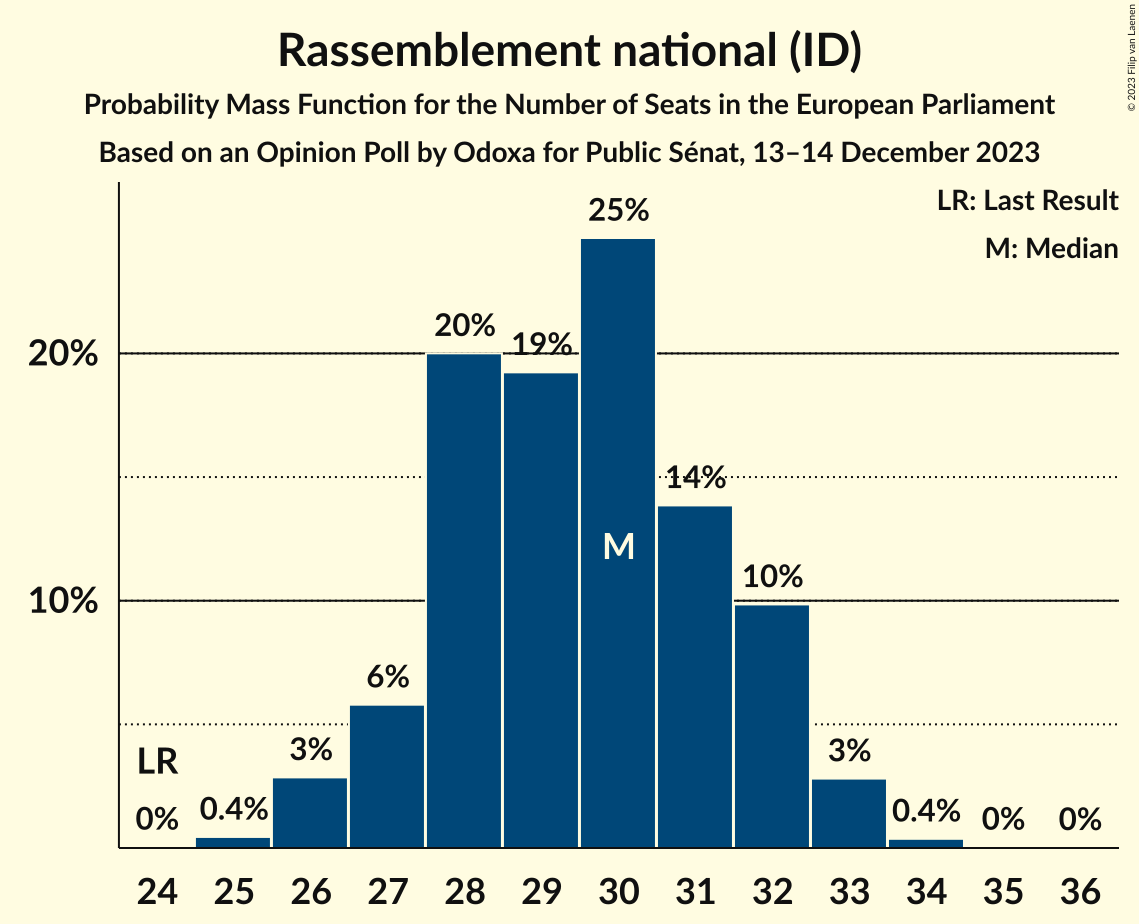 Rassemblement national (ID)
Probability Mass Function for the Number of Seats in the European Parliament
Based on an Opinion Poll by Odoxa for Public Sénat, 13–14 December 2023
© 2023 Filip van Laenen
LR: Last Result
M: Median
25%
20%
19%
20%
14%
M
10%
10%
6%
3%
3%
LR
0%
0.4%
0.4%
0%
0%
24 25 26 27 28 29 30 31 32 33 34 35 36